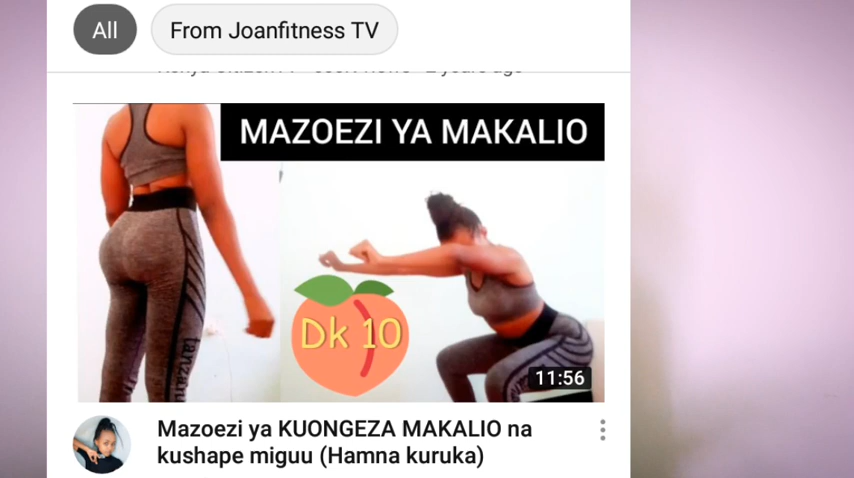 All
From Joanfitness TV
MAZOEZI YA MAKALIO
Dk 10
11:56
Mazoezi ya KUONGEZA MAKALIO na
kushape miguu (Hamna kuruka)